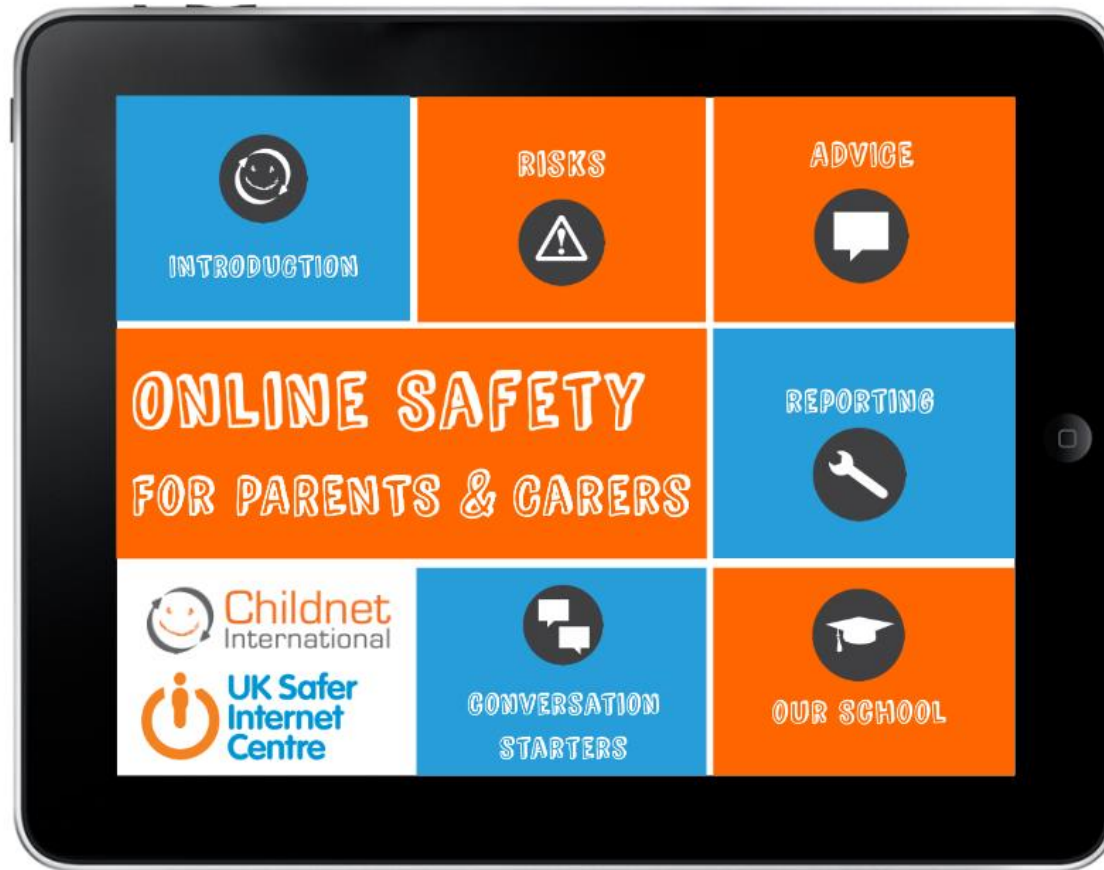 INTRODUCTION
RISKS
ADVICE
ONLINE SAFETY
FOR PARENTS & CARERS
REPORTING
Childnet
International
UK Safer
Internet
Centre
CONVERSATION
STARTERS
OUR SCHOOL